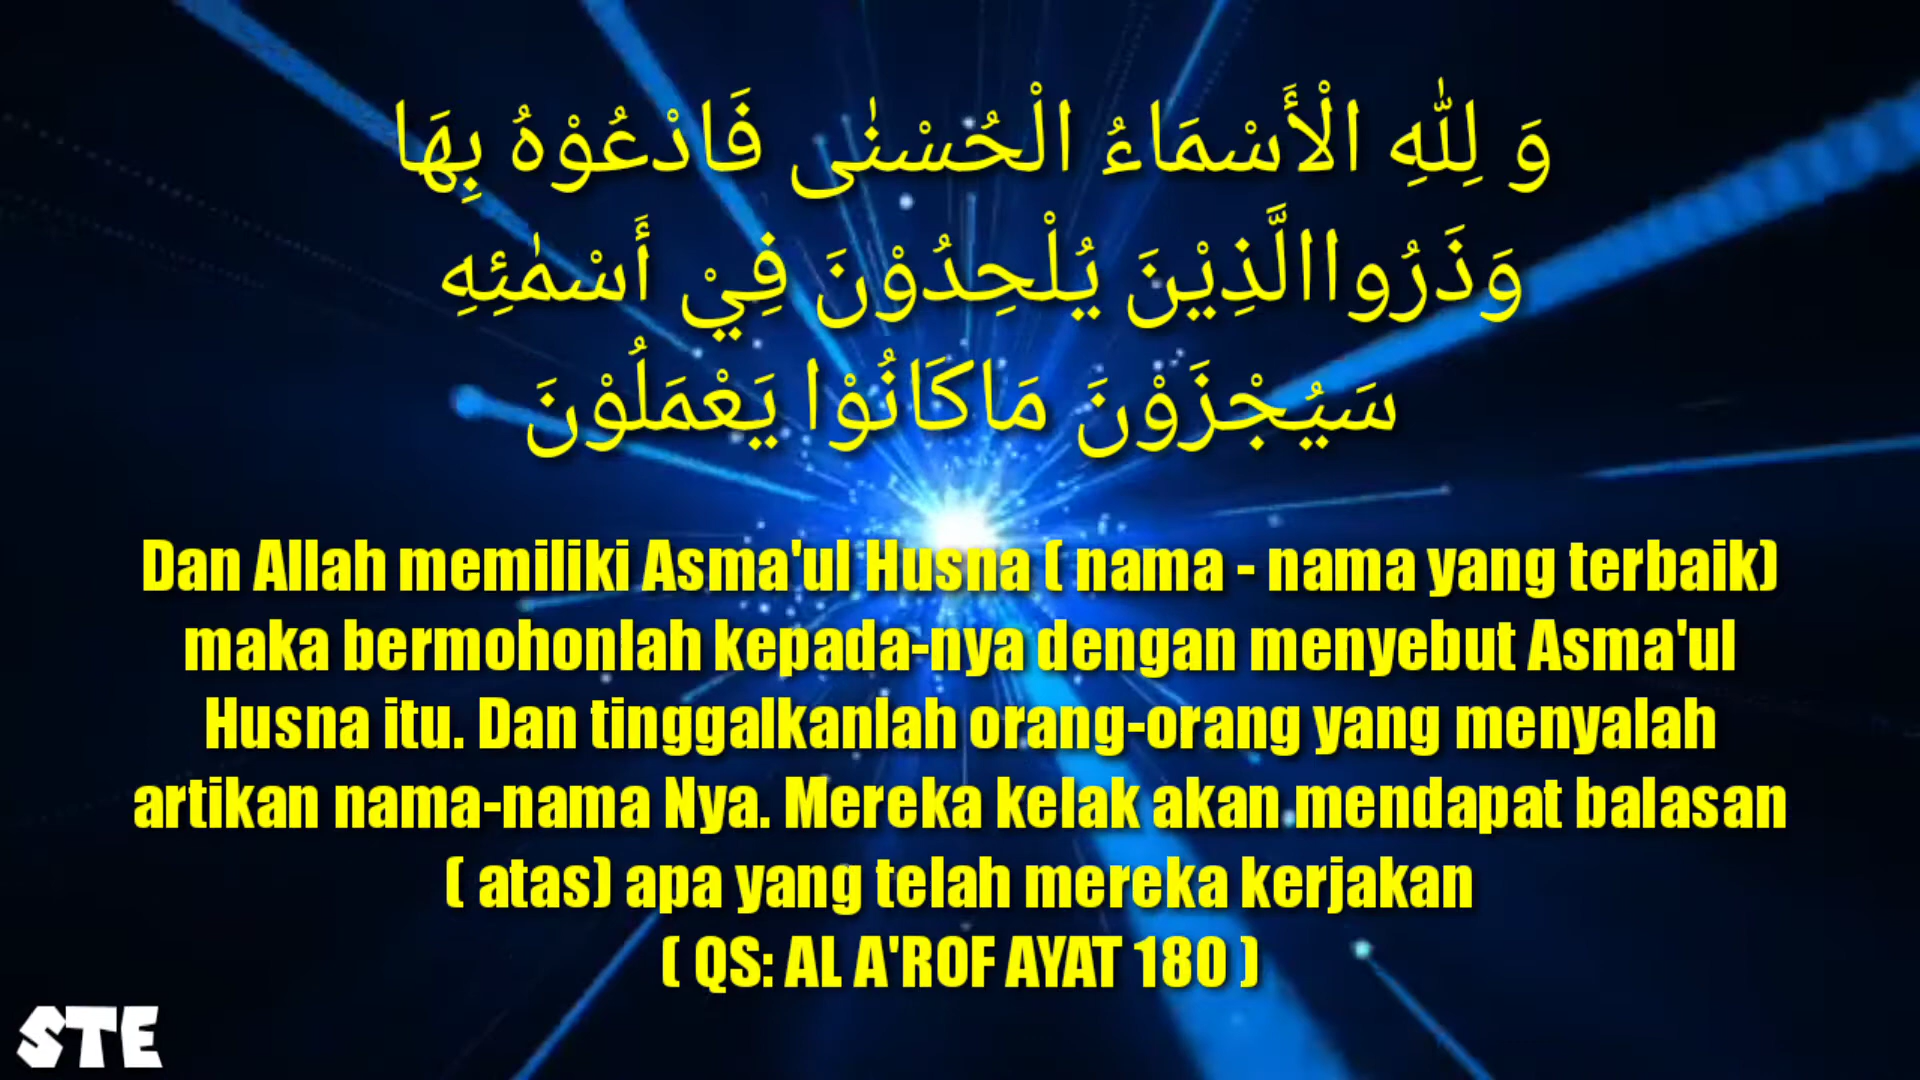 وَ لِلّٰهِ الْأَسْمَاءُ الْحُسْنٰى فَادْعُوْهُ بِهَا
وَذَرُواالَّذِيْنَ يُلْحِدُوْنَ فِيْ أَسْمٰئِهِ
سَيُجْزَوْنَ مَاكَانُوْا يَعْمَلُوْنَ
Dan Allah memiliki Asma'ul Husna ( nama - nama yang terbaik)
maka bermohonlah kepada-nya dengan menyebut Asma'ul
Husna itu. Dan tinggalkanlah orang-orang yang menyalah
artikan nama-nama Nya. Mereka kelak akan mendapat balasan
( atas) apa yang telah mereka kerjakan
( QS: AL A'ROF AYAT 180 )
STE